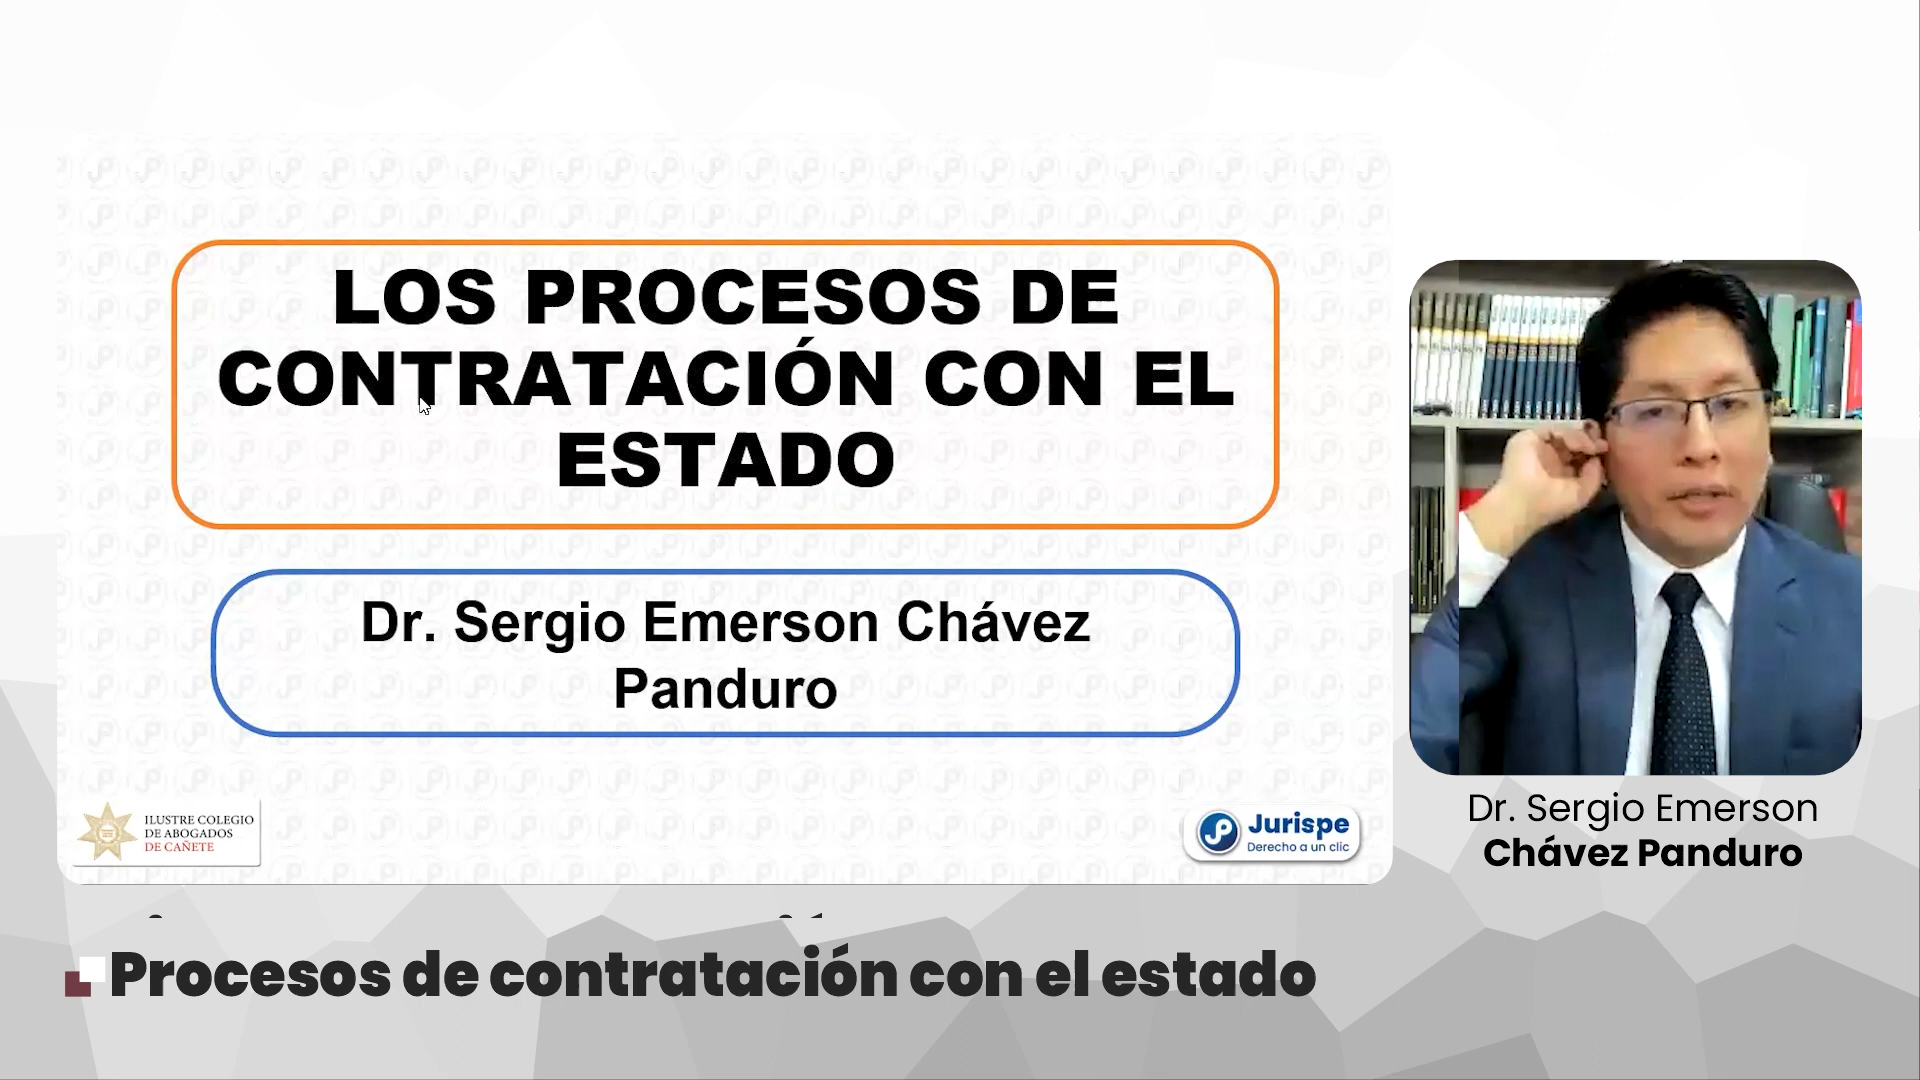 LOS PROCESOS DE
CONTRATACIÓN CON EL
ESTADO
Dr. Sergio Emerson Chávez
Panduro
ILUSTRE COLEGIO
DE ABOGADOS
DE CAÑETE
Jurispe
Derecho a un clic
Dr. Sergio Emerson
Chávez Panduro
Procesos de contratación con el estado